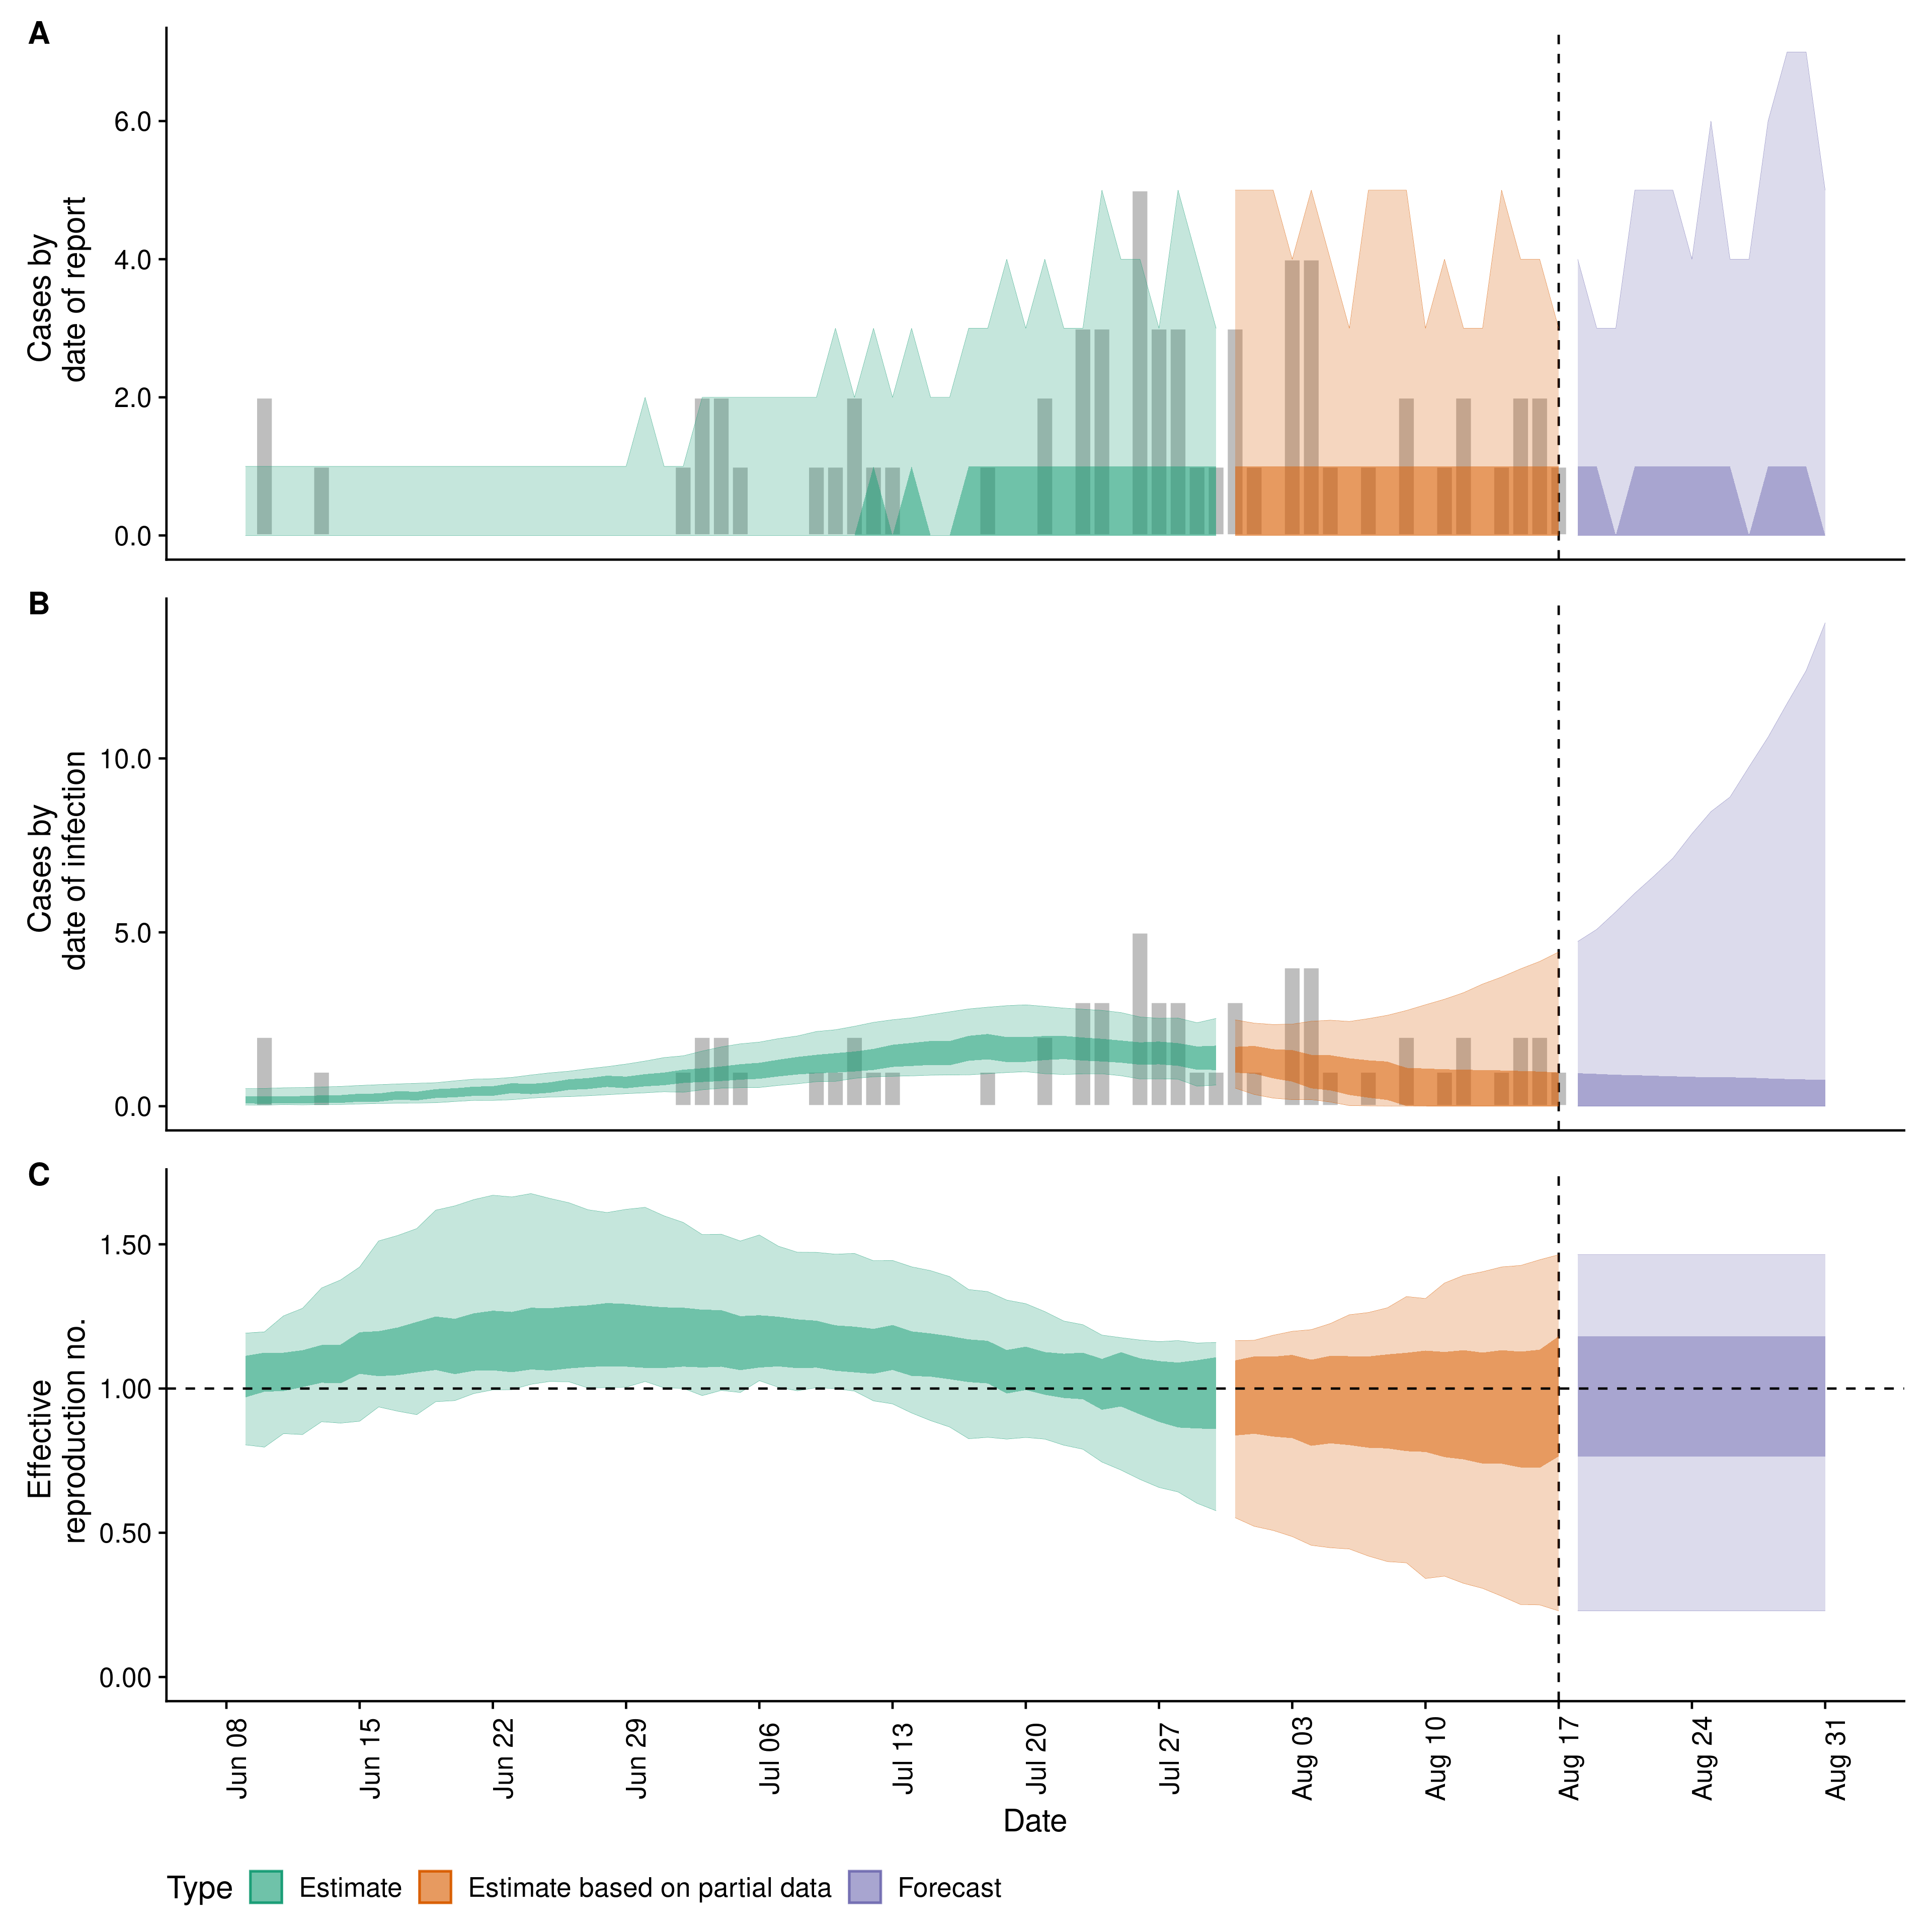 A
Cases by
date of report
6.0
4.0
2.0
0.0
B
Cases by
date of infection
10.0
5.0
0.0
C
Effective
reproduction no.
1.50
1.00
0.50
0.00
Jun 08
Jun 15
Jun 22
Jun 29
Jul 06
Jul 13
Jul 20
Jul 27
Aug 03
Aug 10
Aug 17
Aug 24
Aug 31
Date
Type Estimate Estimate based on partial data Forecast